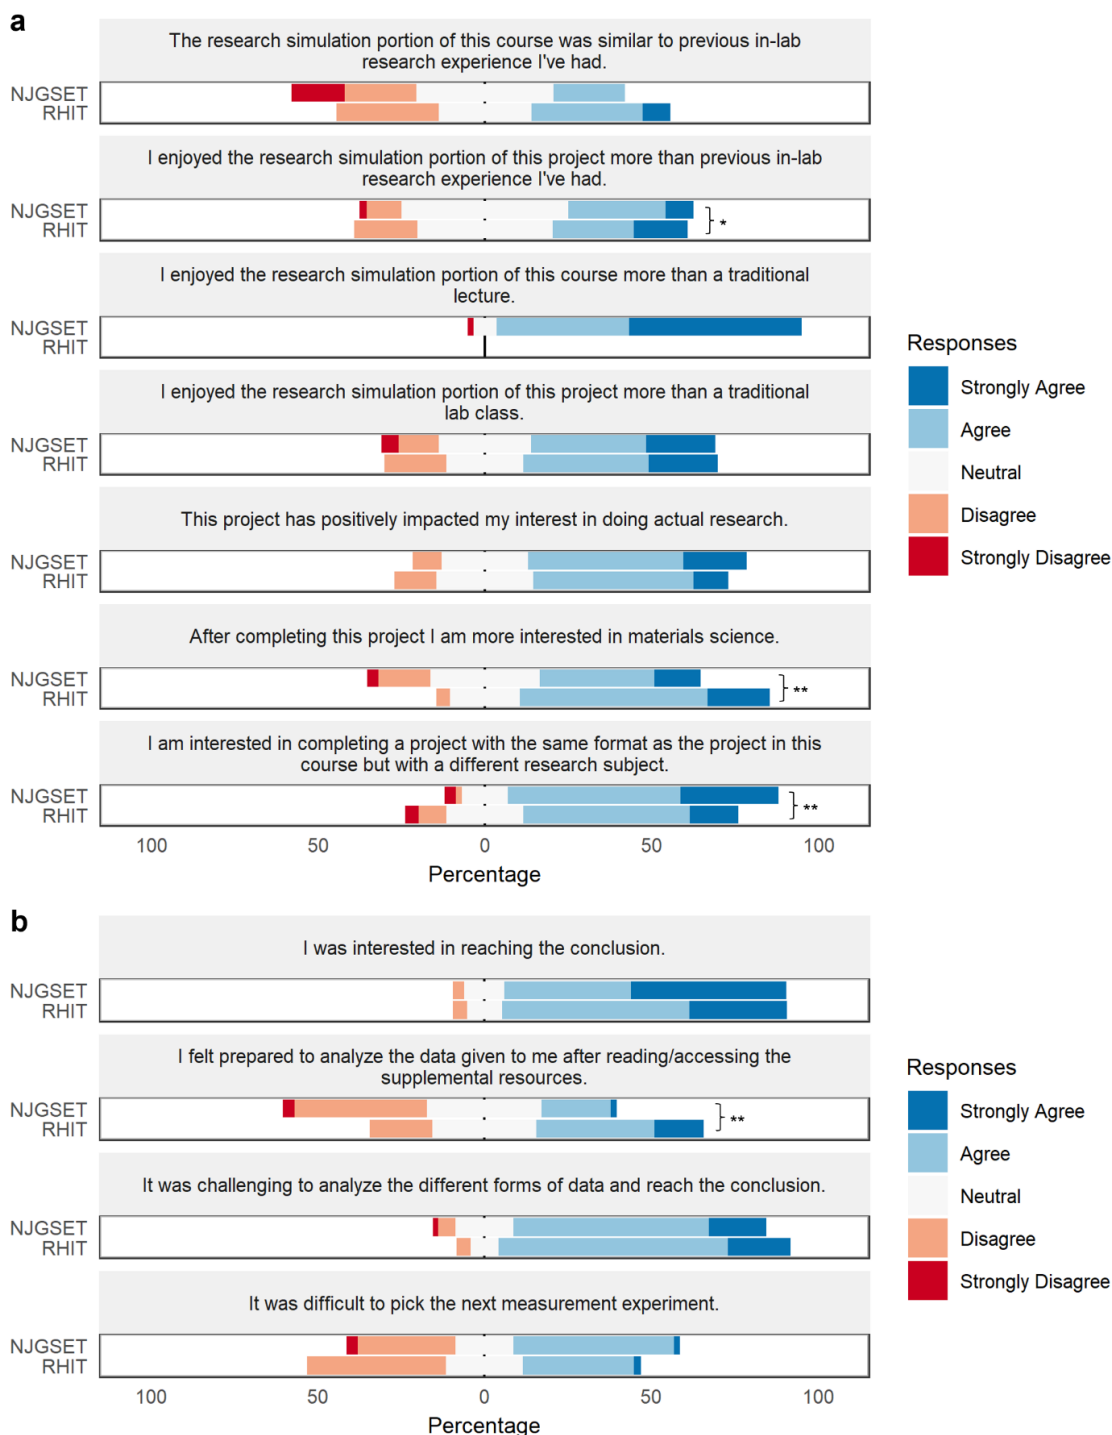 a
The research simulation portion of this course was similar to previous in-lab
research experience I've had.
NJGSET
RHIT
I enjoyed the research simulation portion of this project more than previous in-lab
research experience I've had.
NJGSET
RHIT
*
I enjoyed the research simulation portion of this course more than a traditional
lecture.
NJGSET
RHIT
I enjoyed the research simulation portion of this project more than a traditional
lab class.
NJGSET
RHIT
This project has positively impacted my interest in doing actual research.
NJGSET
RHIT
After completing this project I am more interested in materials science.
NJGSET
RHIT
**
I am interested in completing a project with the same format as the project in this
course but with a different research subject.
NJGSET
RHIT
**
100 50 0 50 100
Percentage
Responses
Strongly Agree
Agree
Neutral
Disagree
Strongly Disagree
b
I was interested in reaching the conclusion.
NJGSET
RHIT
I felt prepared to analyze the data given to me after reading/accessing the
supplemental resources.
NJGSET
RHIT
**
It was challenging to analyze the different forms of data and reach the conclusion.
NJGSET
RHIT
It was difficult to pick the next measurement experiment.
NJGSET
RHIT
100 50 0 50 100
Percentage
Responses
Strongly Agree
Agree
Neutral
Disagree
Strongly Disagree